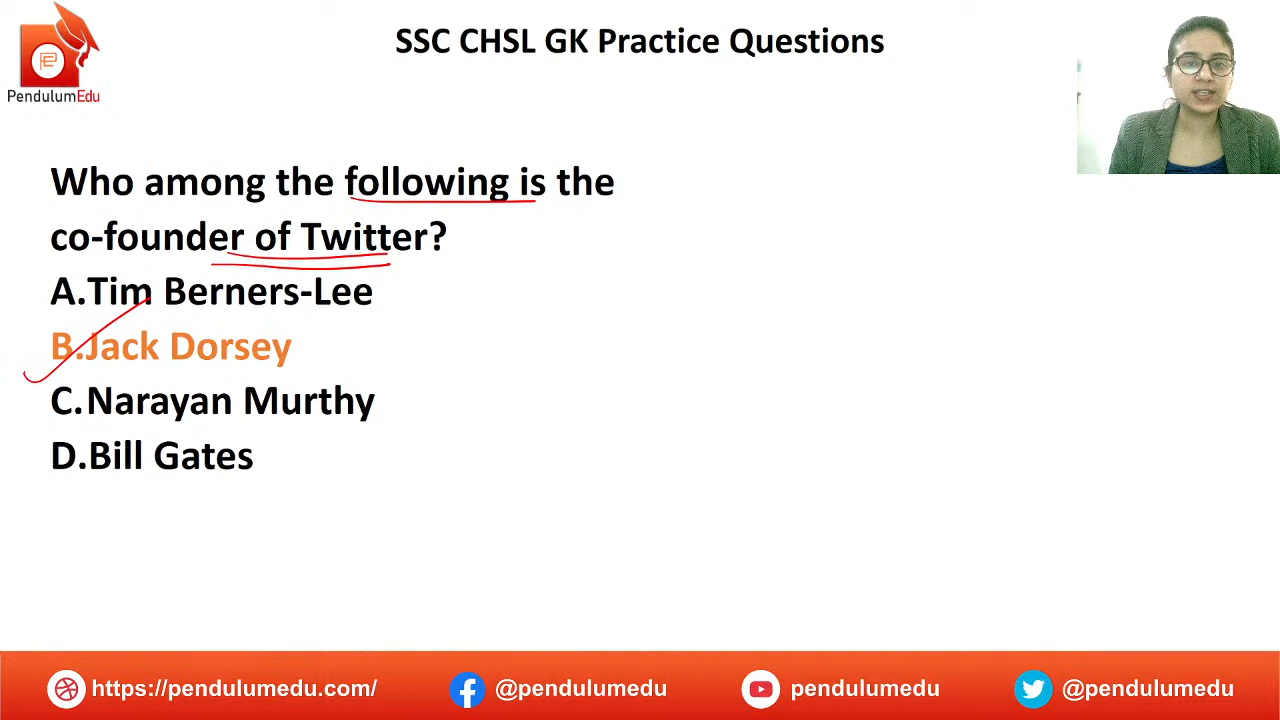 SSC CHSL GK Practice Questions
PendulumEdu
Who among the following is the
co-founder of Twitter?
A.Tim Berners-Lee
B.Jack Dorsey
C.Narayan Murthy
D.Bill Gates
https://pendulumedu.com/
@pendulumedu
pendulumedu
@pendulumedu